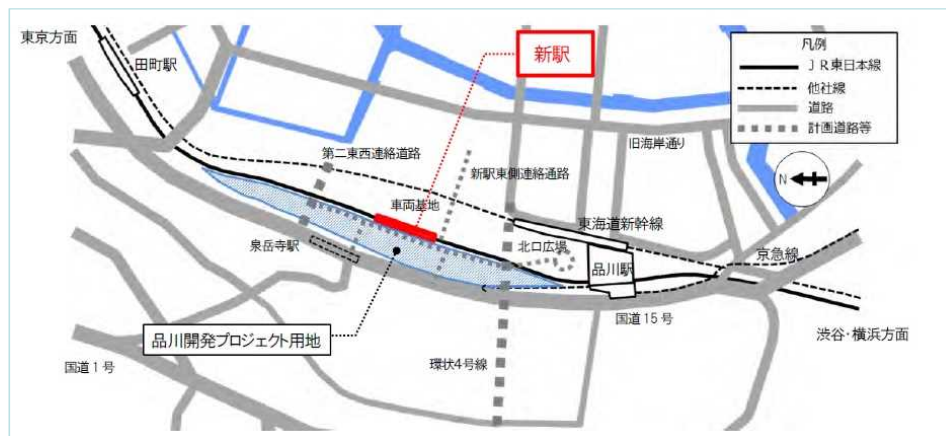 東京方面
田町駅
新駅
凡例
JR東日本線
他社線
道路
計画道路等
N
旧海岸通り
第二東西連絡道路
新駅東側連絡通路
車両基地
東海道新幹線
泉岳寺駅
北口広場
品川駅
京急線
品川開発プロジェクト用地
国道15号
渋谷・横浜方面
国道1号
環状4号線